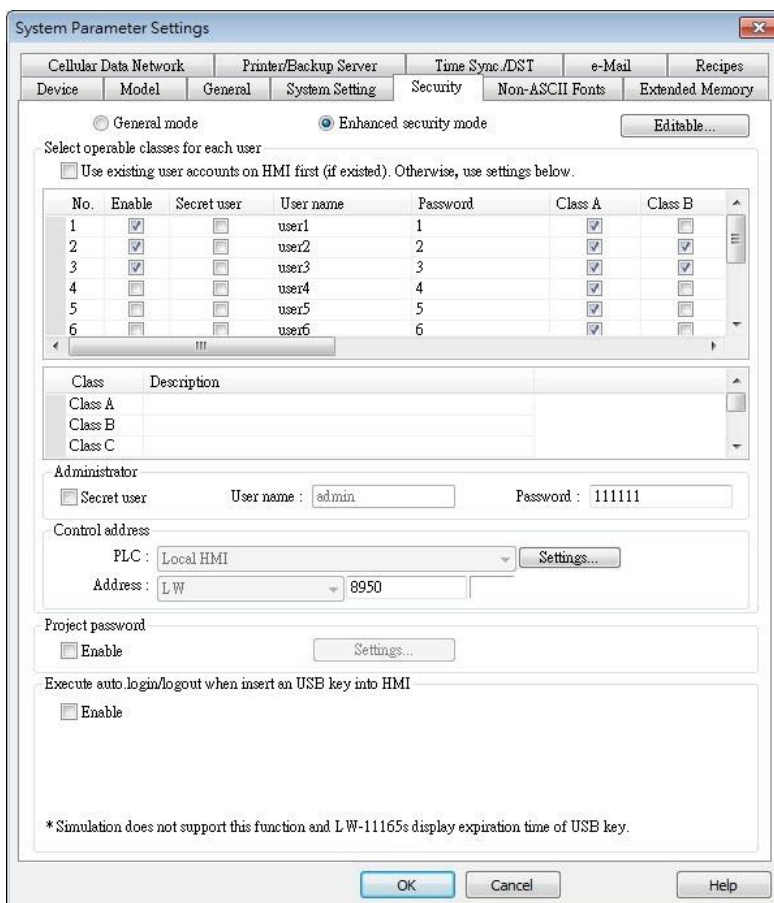 System Parameter Settings
Cellular Data Network Printer/Backup Server Time Sync./DST e-Mail Recipes
Device Model General System Setting Security Non-ASCII Fonts Extended Memory
General mode Enhanced security mode Editable...
Select operable classes for each user
Use existing user accounts on HMI first (if existed). Otherwise, use settings below.
No. Enable Secret user User name Password Class A Class B
1 user1 1
2 user2 2
3 user3 3
4 user4 4
5 user5 5
6 user6 6
Class Description
Class A
Class B
Class C
Administrator
Secret user User name : admin Password : 111111
Control address
PLC : Local HMI Settings...
Address : LW 8950
Project password
Enable Settings...
Execute auto.login/logout when insert an USB key into HMI
Enable
* Simulation does not support this function and LW-11165s display expiration time of USB key.
OK Cancel Help